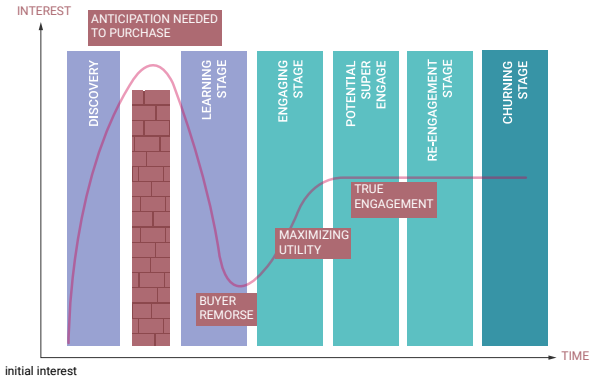 INTEREST
ANTICIPATION NEEDED
TO PURCHASE
DISCOVERY
LEARNING
STAGE
ENGAGING
STAGE
POTENTIAL
SUPER
ENGAGE
RE-ENGAGEMENT
STAGE
CHURNING
STAGE
TRUE
ENGAGEMENT
MAXIMIZING
UTILITY
BUYER
REMORSE
TIME
initial interest